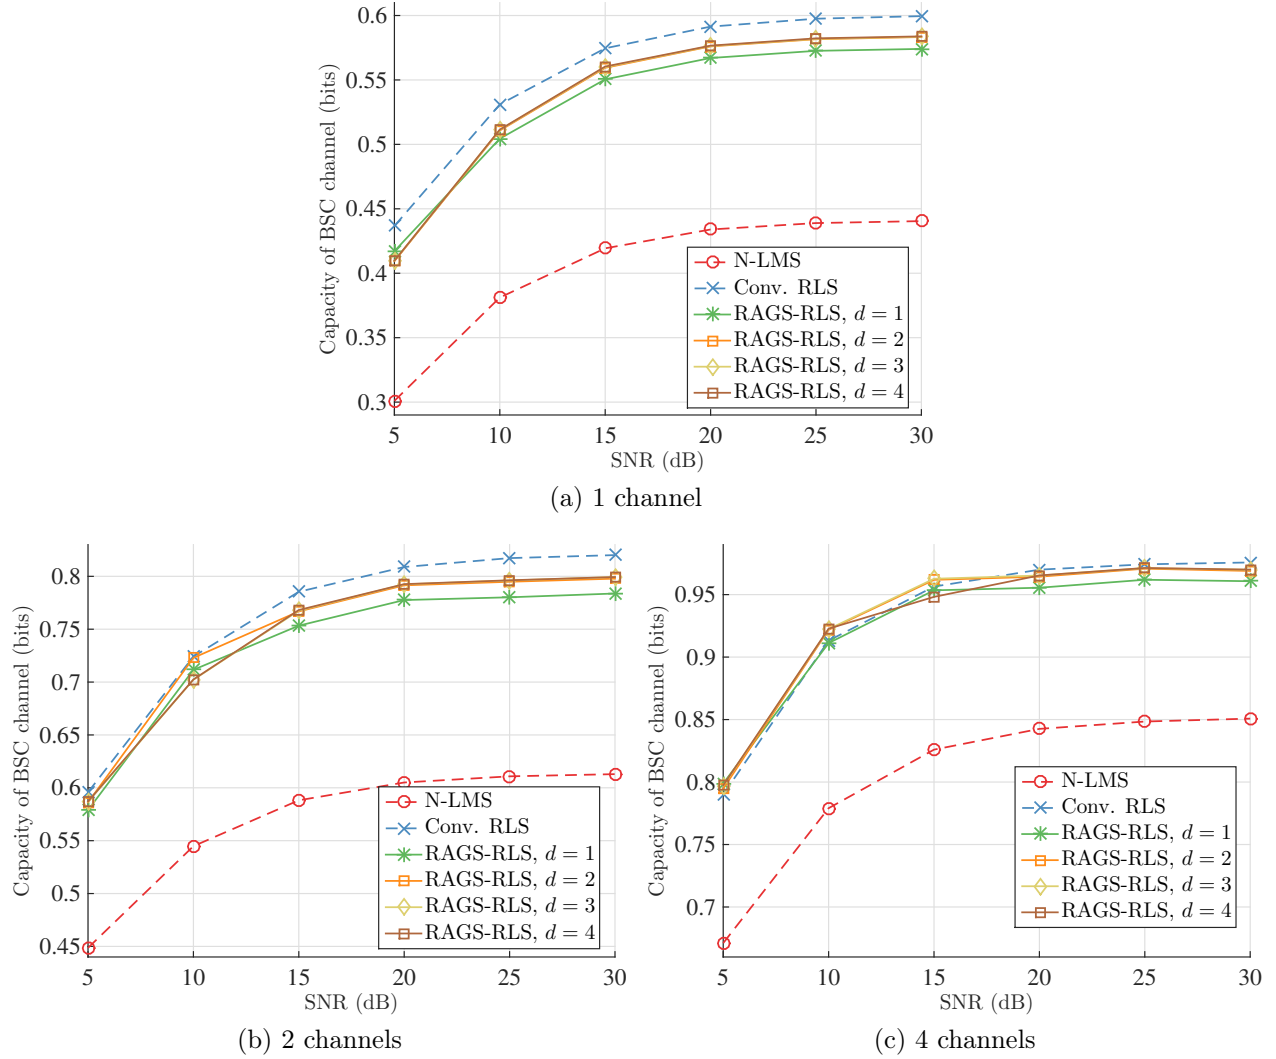 0.6
0.55
0.5
0.45
0.4
0.35
0.3
Capacity of BSC channel (bits)
5 10 15 20 25 30
SNR (dB)
N-LMS
Conv. RLS
RAGS-RLS, d = 1
RAGS-RLS, d = 2
RAGS-RLS, d = 3
RAGS-RLS, d = 4
(a) 1 channel
0.8
0.75
0.7
0.65
0.6
0.55
0.5
0.45
Capacity of BSC channel (bits)
5 10 15 20 25 30
SNR (dB)
N-LMS
Conv. RLS
RAGS-RLS, d = 1
RAGS-RLS, d = 2
RAGS-RLS, d = 3
RAGS-RLS, d = 4
(b) 2 channels
0.95
0.9
0.85
0.8
0.75
0.7
Capacity of BSC channel (bits)
5 10 15 20 25 30
SNR (dB)
N-LMS
Conv. RLS
RAGS-RLS, d = 1
RAGS-RLS, d = 2
RAGS-RLS, d = 3
RAGS-RLS, d = 4
(c) 4 channels